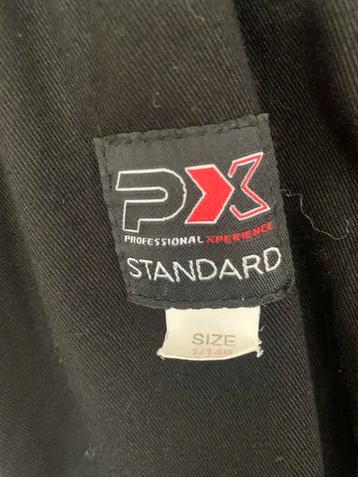 PX
PROFESSIONAL XPERIENCE
STANDARD
SIZE
1/140